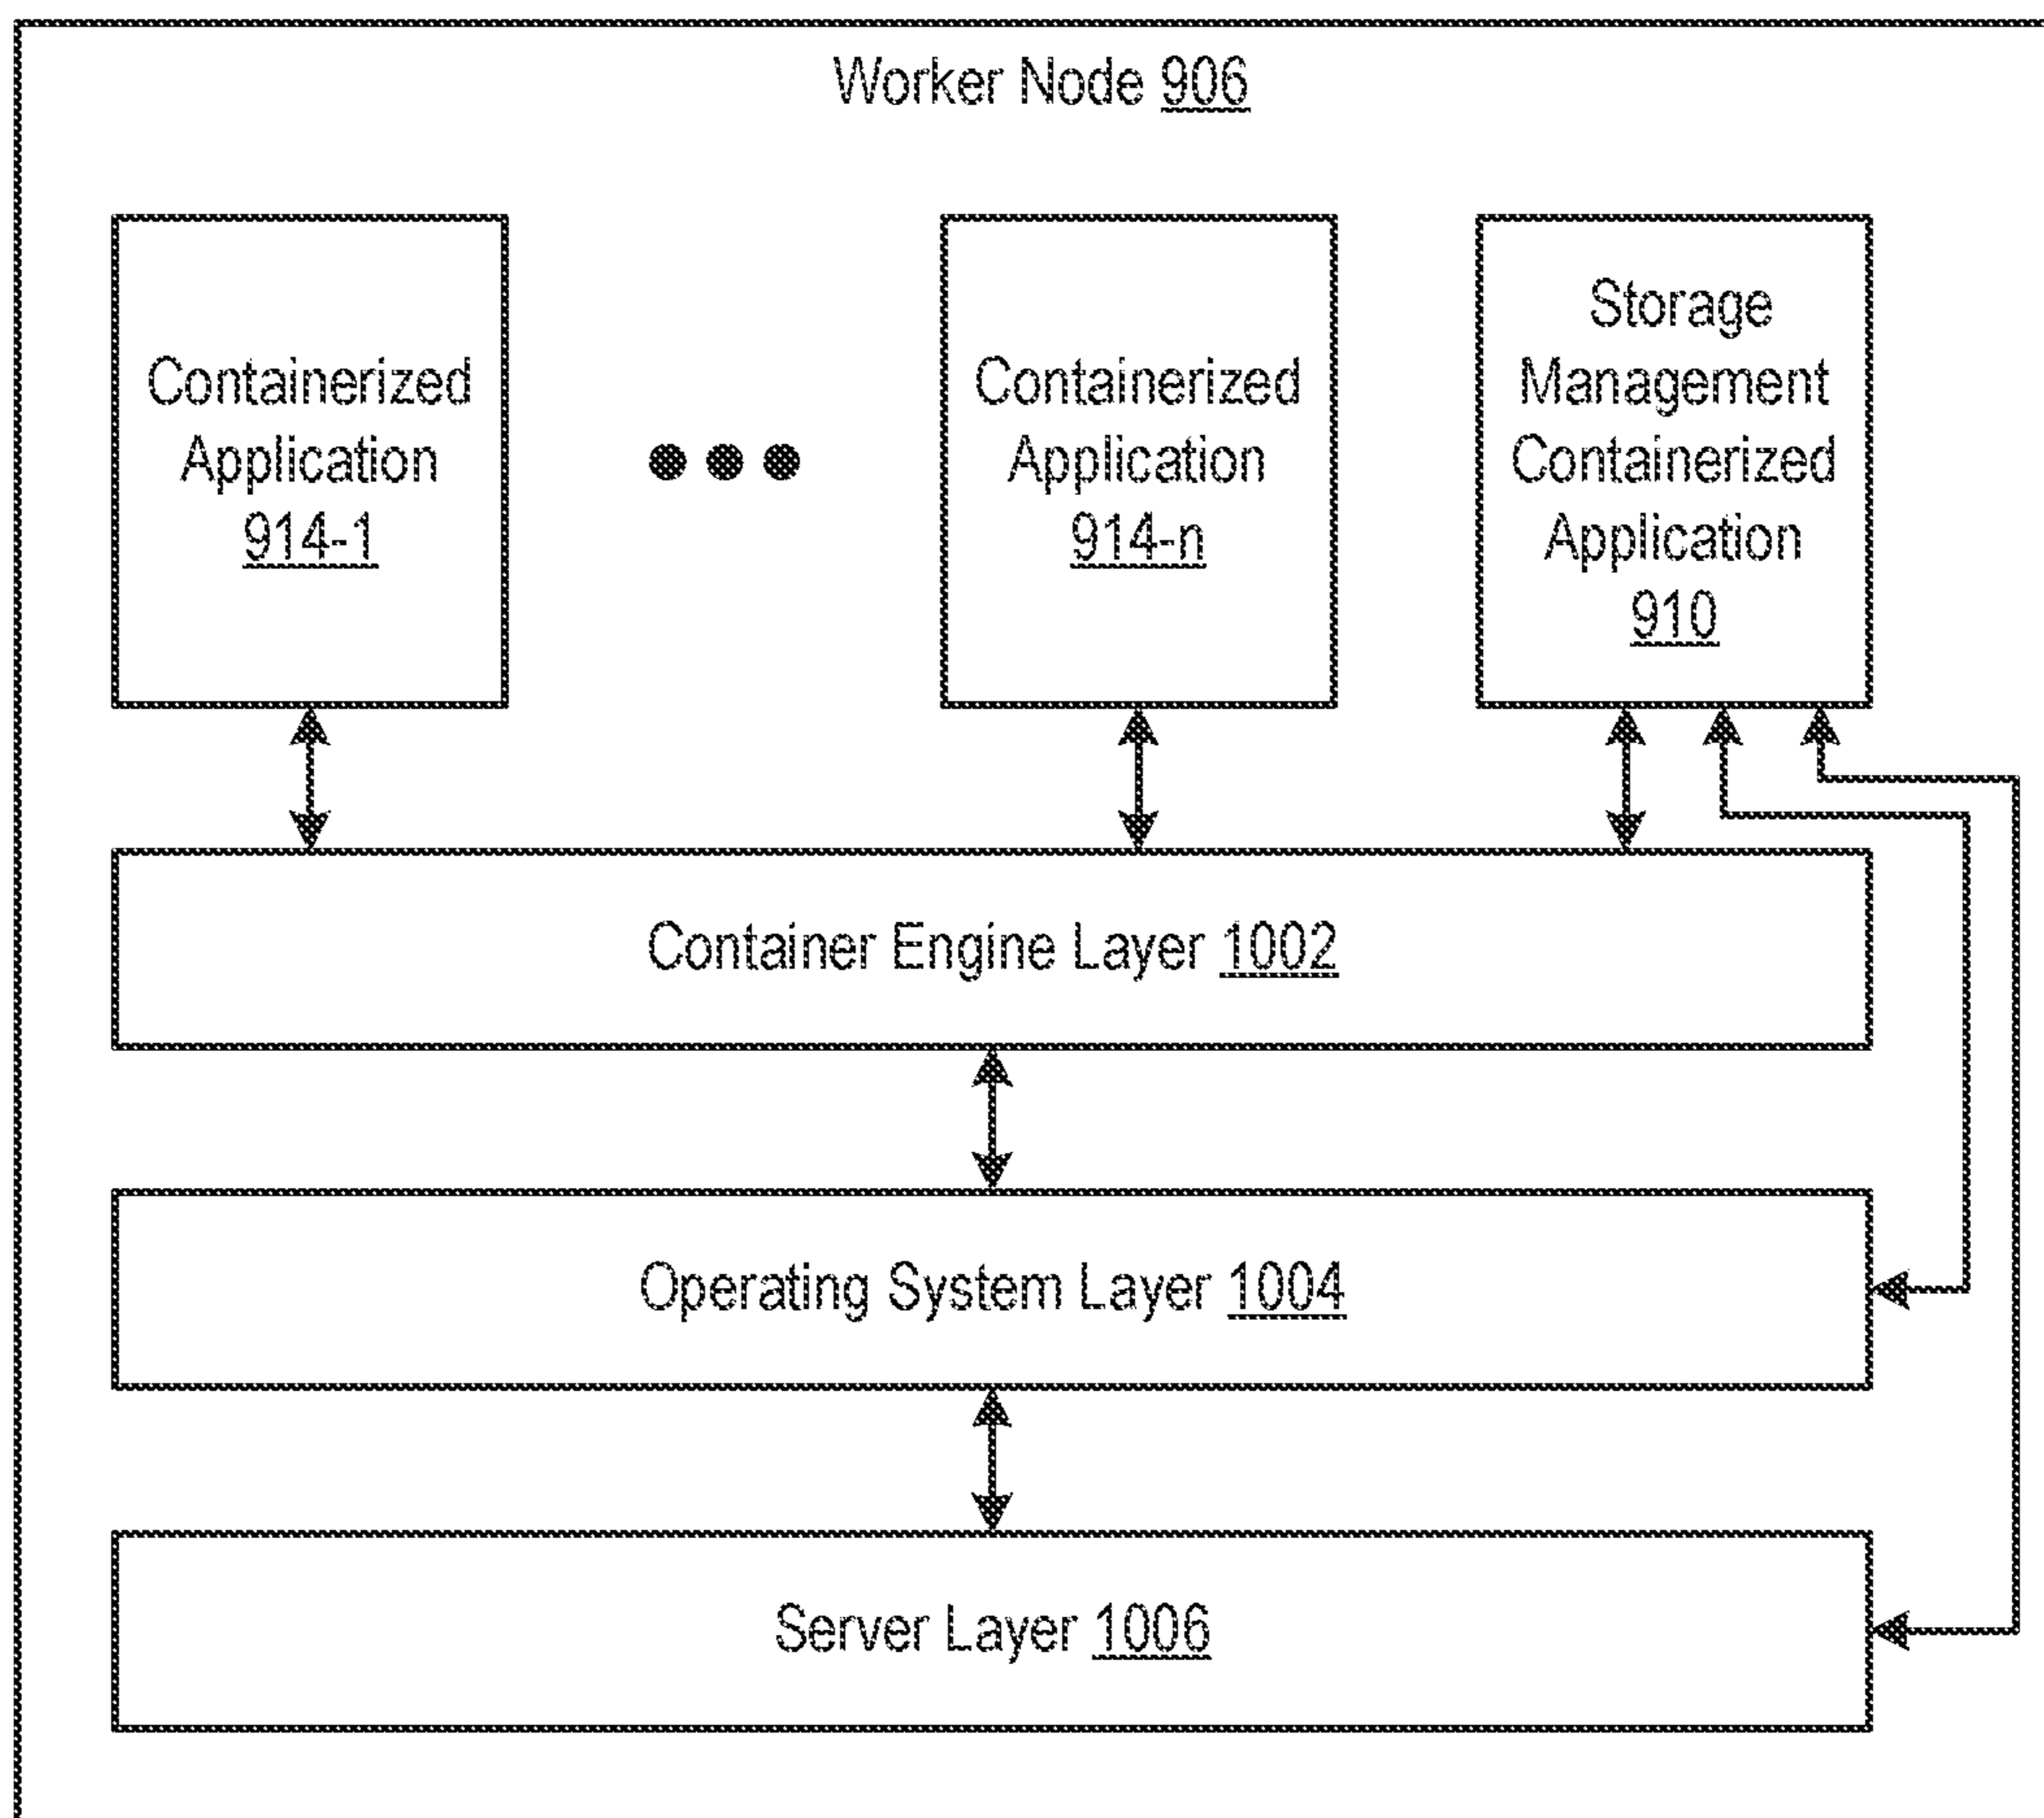 Worker Node 906
Containerized
Application
914-1
Containerized
Application
914-n
Storage
Management
Containerized
Application
910
Container Engine Layer 1002
Operating System Layer 1004
Server Layer 1006